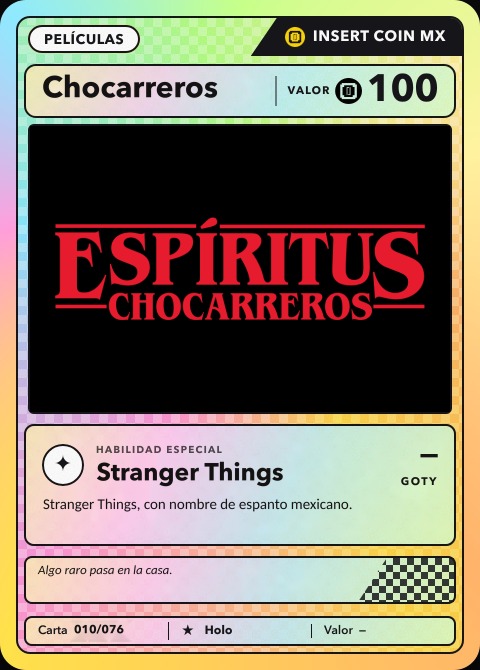 PELÍCULAS
INSERT COIN MX
Chocarreros
VALOR 100
ESPÍRITUS
CHOCARREROS
HABILIDAD ESPECIAL
Stranger Things
—
GOTY
Stranger Things, con nombre de espanto mexicano.
Algo raro pasa en la casa.
Carta 010/076 ★ Holo Valor —